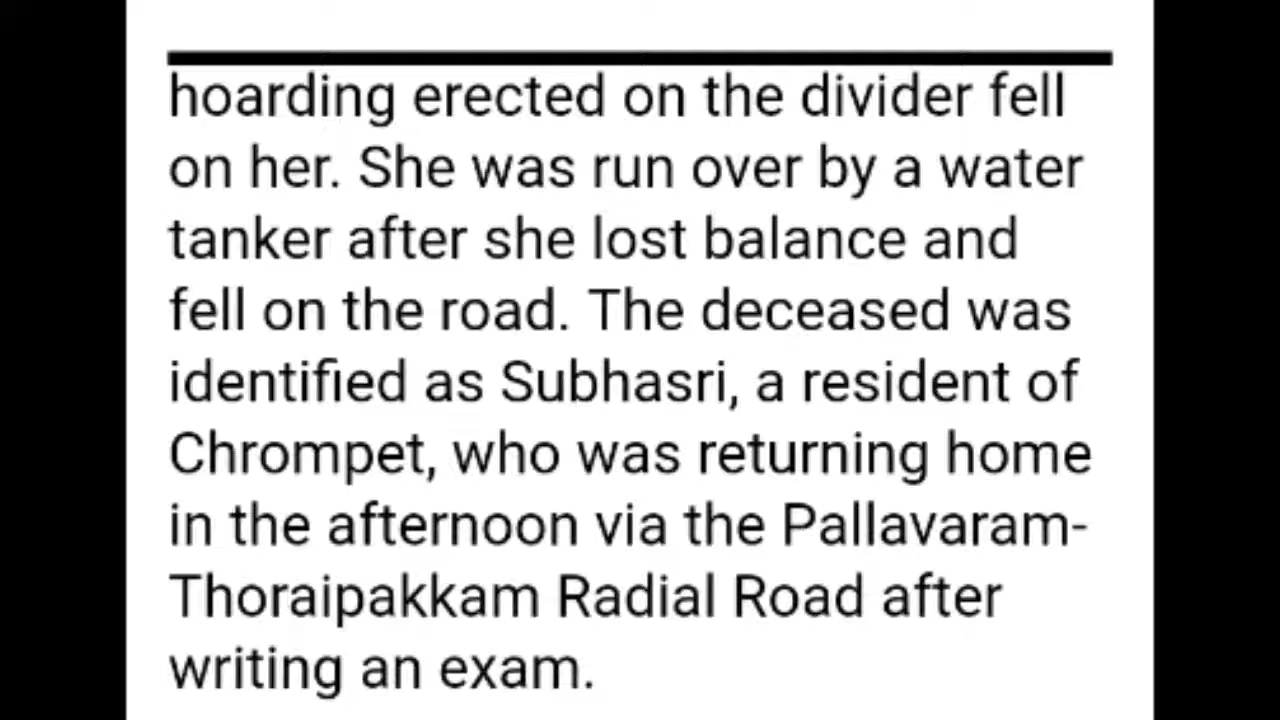 hoarding erected on the divider fell
on her. She was run over by a water
tanker after she lost balance and
fell on the road. The deceased was
identified as Subhasri, a resident of
Chrompet, who was returning home
in the afternoon via the Pallavaram-
Thoraipakkam Radial Road after
writing an exam.